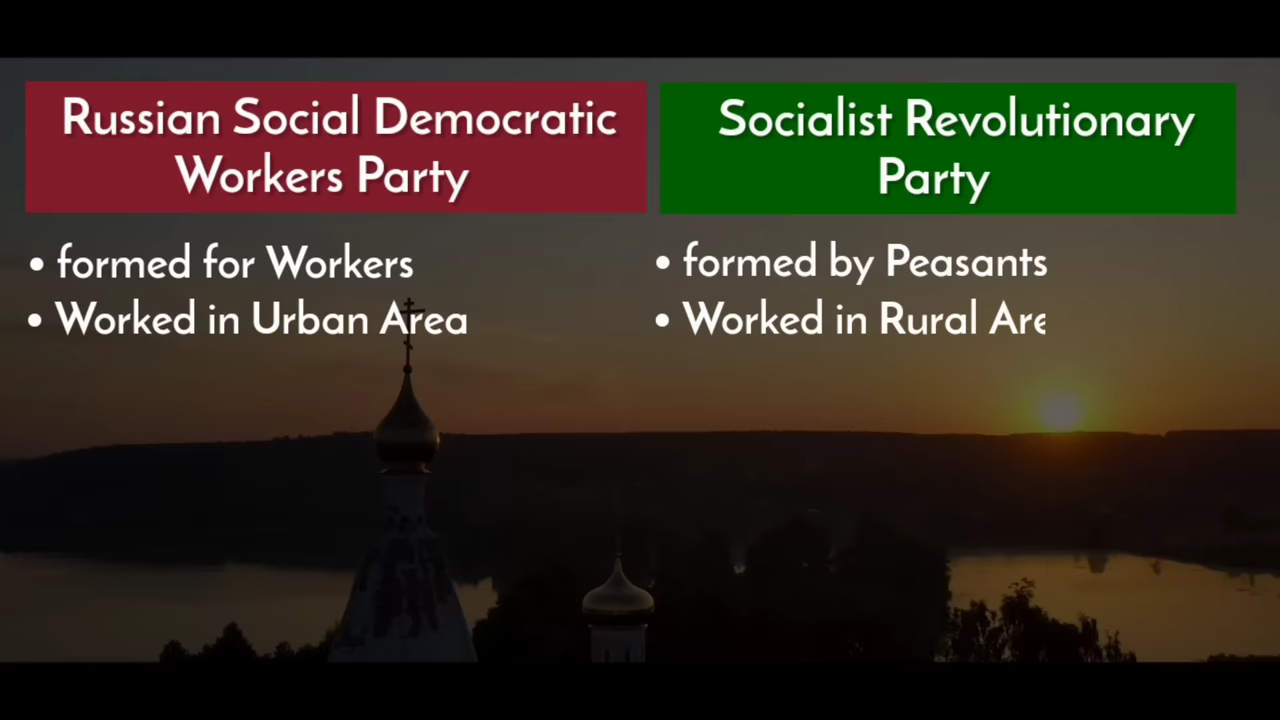 Russian Social Democratic
Workers Party
• formed for Workers
• Worked in Urban Area
Socialist Revolutionary
Party
• formed by Peasants
• Worked in Rural Are